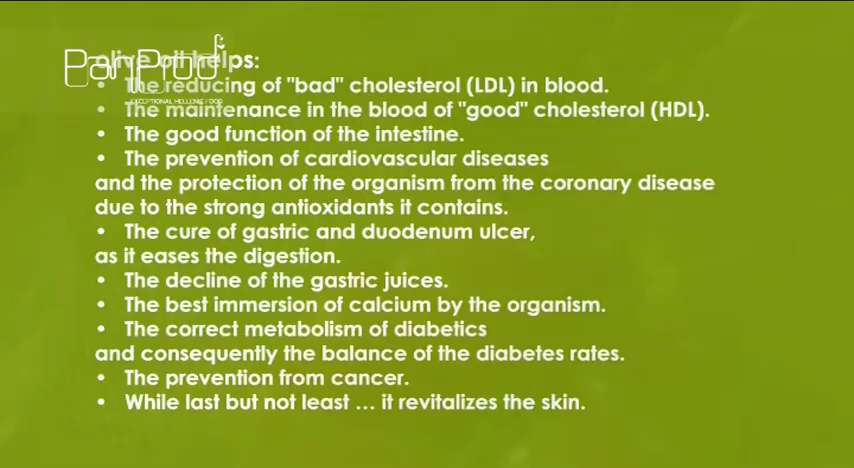 olive oil helps:
PanProd
EXCEPTIONAL HELLENIC FOOD
• The reducing of "bad" cholesterol (LDL) in blood.
• The maintenance in the blood of "good" cholesterol (HDL).
• The good function of the intestine.
• The prevention of cardiovascular diseases
and the protection of the organism from the coronary disease
due to the strong antioxidants it contains.
• The cure of gastric and duodenum ulcer,
as it eases the digestion.
• The decline of the gastric juices.
• The best immersion of calcium by the organism.
• The correct metabolism of diabetics
and consequently the balance of the diabetes rates.
• The prevention from cancer.
• While last but not least ... it revitalizes the skin.